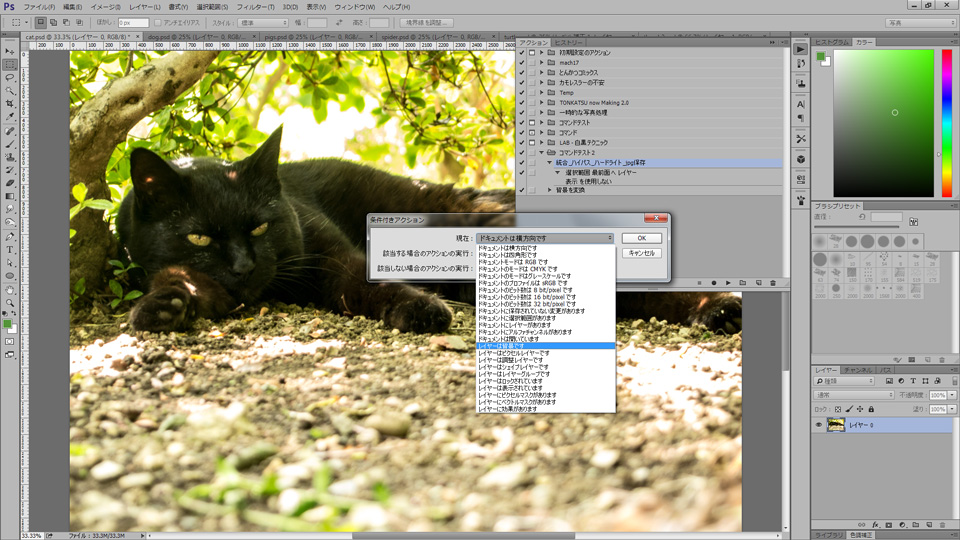 Ps ファイル(F) 編集(E) イメージ(I) レイヤー(L) 書式(Y) 選択範囲(S) フィルター(T) 3D(D) 表示(V) ウィンドウ(W) ヘルプ(H)
ぼかし: 0 px アンチエイリアス スタイル: 標準 幅: 高さ: 境界線を調整... 写真
cat.psd @ 33.3% (レイヤー 0, RGB/8) * dog.psd @ 25% (レイヤー 0, RGB/8... pigs.psd @ 25% (レイヤー 0, RGB/8... spider.psd @ 25% (レイヤー 0, RGB/8...
アクション ヒストリー
ヒストグラム カラー
初期設定のアクション
mach17
とんかつコミックス
カモレスラーの不安
Temp
TONKATSU now Making 2.0
一時的な写真処理
コマンドテスト
コマンド
LAB - 白黒テクニック
コマンドテスト2
統合_ハイパス_ハードライト_jpg保存
選択範囲 最前面へ レイヤー
表示 を使用しない
背景を変換
ブラシプリセット
直径:
条件付きアクション
現在: ドキュメントは横方向です OK
該当する場合のアクションの実行: キャンセル
該当しない場合のアクションの実行:
ドキュメントは横方向です
ドキュメントは四角形です
ドキュメントモードは RGB です
ドキュメントのモードは CMYK です
ドキュメントのモードはグレースケールです
ドキュメントのプロファイルは sRGB です
ドキュメントのビット数は 8 bit/pixel です
ドキュメントのビット数は 16 bit/pixel です
ドキュメントのビット数は 32 bit/pixel です
ドキュメントに保存されていない変更があります
ドキュメントに選択範囲があります
ドキュメントにレイヤーがあります
ドキュメントにアルファチャンネルがあります
ドキュメントは開いています
レイヤーは背景です
レイヤーはピクセルレイヤーです
レイヤーは調整レイヤーです
レイヤーはシェイプレイヤーです
レイヤーはレイヤーグループです
レイヤーはロックされています
レイヤーは表示されています
レイヤーにピクセルマスクがあります
レイヤーにベクトルマスクがあります
レイヤーに効果があります
レイヤー チャンネル パス
種類
通常 不透明度: 100%
ロック: 塗り: 100%
レイヤー 0
33.33% ファイル : 33.3M/33.3M
ライブラリ 色調補正